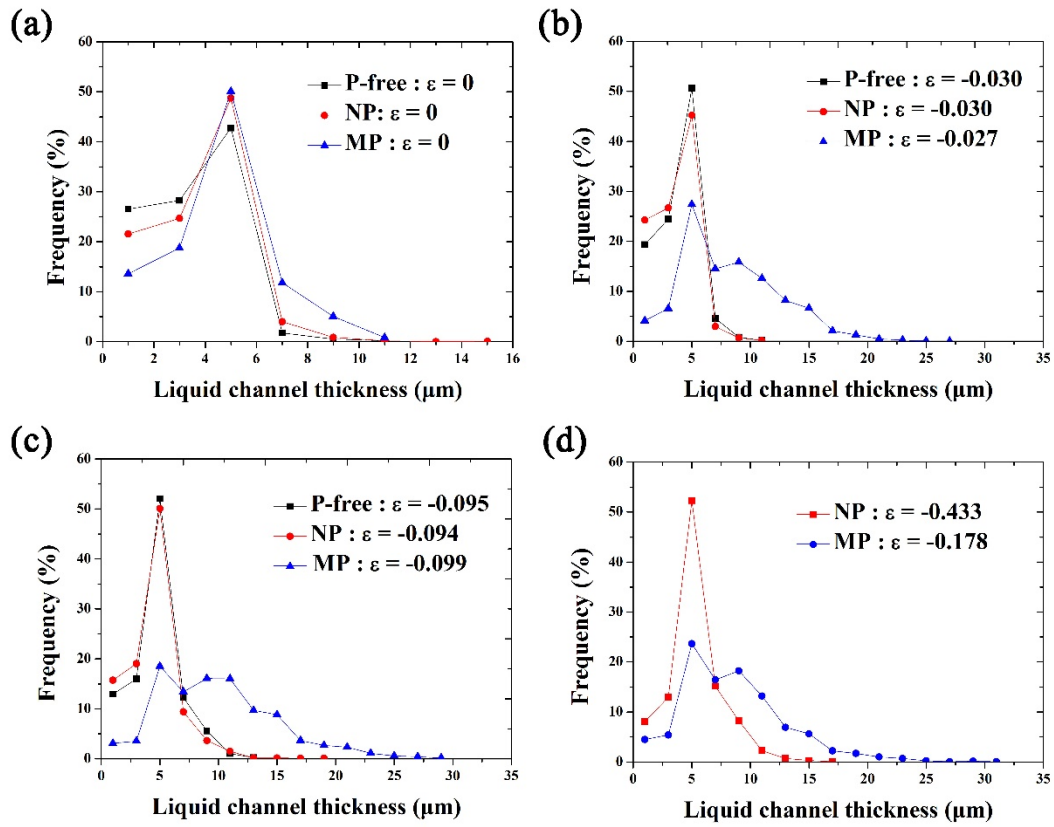 (a)
60
50
40
30
20
10
0
Frequency (%)
P-free : ε = 0
NP: ε = 0
MP : ε = 0
0 2 4 6 8 10 12 14 16
Liquid channel thickness (μm)
(b)
60
50
40
30
20
10
0
Frequency (%)
P-free : ε = -0.030
NP : ε = -0.030
MP : ε = -0.027
0 5 10 15 20 25 30 35
Liquid channel thickness (μm)
(c)
60
50
40
30
20
10
0
Frequency (%)
P-free : ε = -0.095
NP : ε = -0.094
MP : ε = -0.099
0 5 10 15 20 25 30 35
Liquid channel thickness (μm)
(d)
60
50
40
30
20
10
0
Frequency (%)
NP : ε = -0.433
MP : ε = -0.178
0 5 10 15 20 25 30 35
Liquid channel thickness (μm)